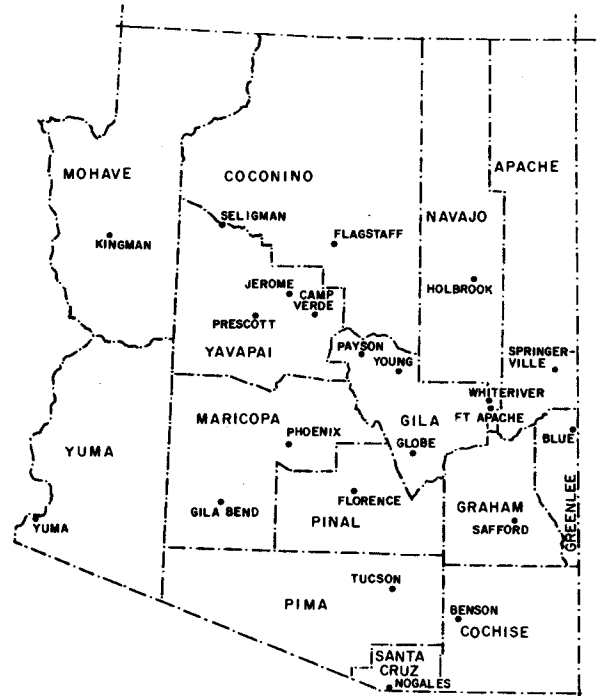 MOHAVE
COCONINO
APACHE
NAVAJO
SELIGMAN
KINGMAN
FLAGSTAFF
JEROME
CAMP
VERDE
HOLBROOK
PRESCOTT
YAVAPAI
PAYSON
YOUNG
SPRINGER-
VILLE
WHITERIVER
FT APACHE
MARICOPA
PHOENIX
GILA
GLOBE
BLUE
YUMA
GILA BEND
FLORENCE
PINAL
GRAHAM
SAFFORD
GREENLEE
YUMA
TUCSON
PIMA
BENSON
COCHISE
SANTA
CRUZ
NOGALES